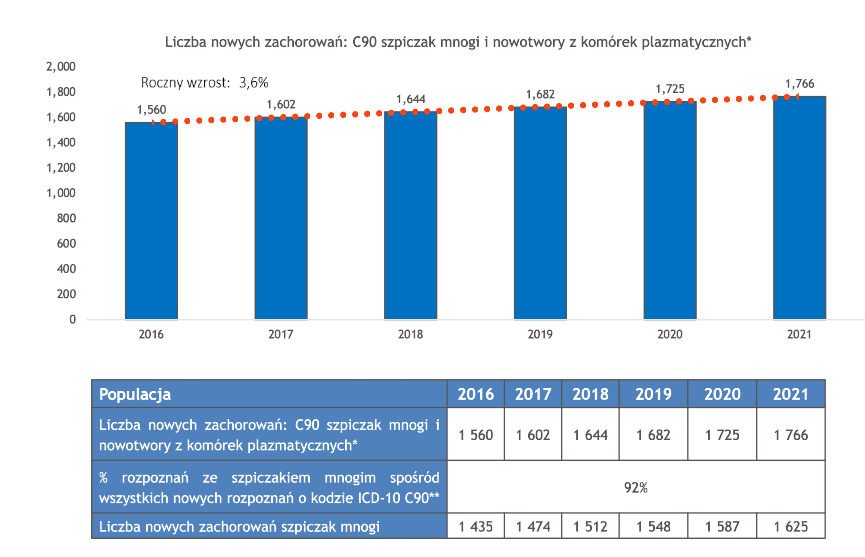 Liczba nowych zachorowań: C90 szpiczak mnogi i nowotwory z komórek plazmatycznych*
2,000
1,800
1,600
1,400
1,200
1,000
800
600
400
200
0
Roczny wzrost: 3,6%
1,560
1,602
1,644
1,682
1,725
1,766
2016
2017
2018
2019
2020
2021
Populacja 2016 2017 2018 2019 2020 2021
Liczba nowych zachorowań: C90 szpiczak mnogi i
nowotwory z komórek plazmatycznych*
1 560 1 602 1 644 1 682 1 725 1 766
% rozpoznań ze szpiczakiem mnogim spośród
wszystkich nowych rozpoznań o kodzie ICD-10 C90**
92%
Liczba nowych zachorowań szpiczak mnogi 1 435 1 474 1 512 1 548 1 587 1 625